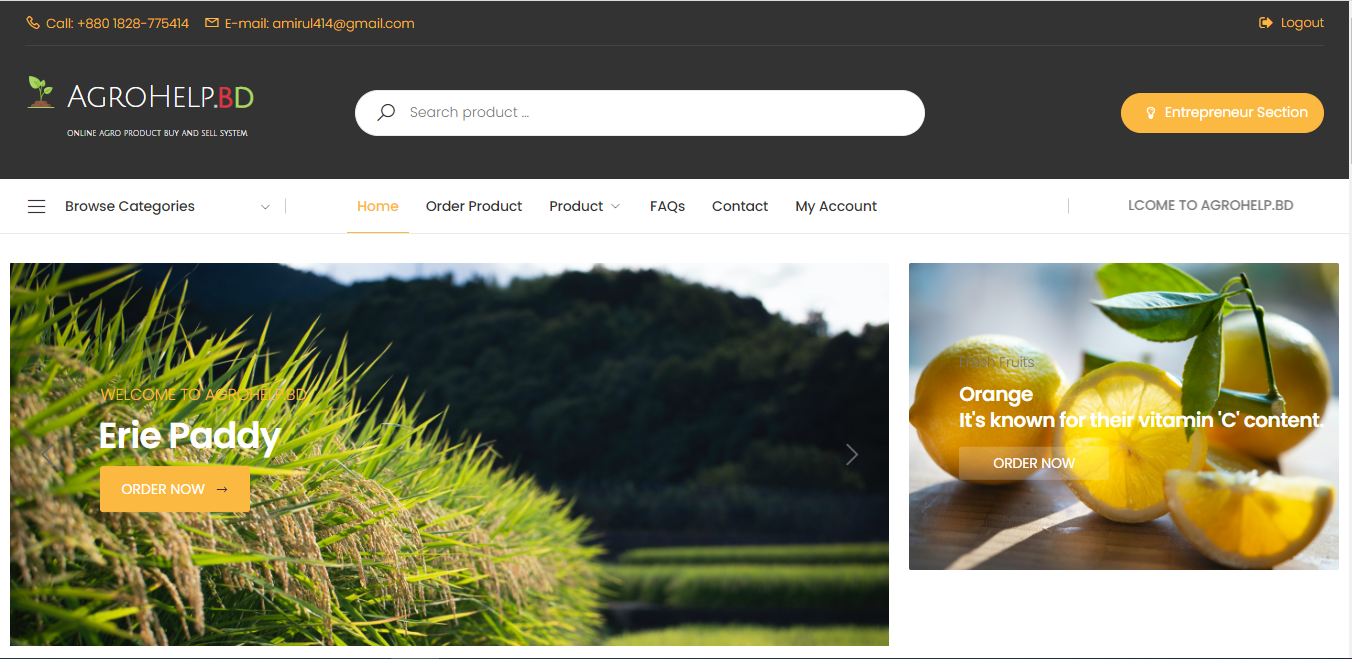 Call: +880 1828-775414 E-mail: amirul414@gmail.com Logout
AGROHELP.BD
ONLINE AGRO PRODUCT BUY AND SELL SYSTEM
Search product ...
Entrepreneur Section
Browse Categories Home Order Product Product FAQs Contact My Account LCOME TO AGROHELP.BD
WELCOME TO AGROHELP.BD
Erie Paddy
ORDER NOW →
Fresh Fruits
Orange
It's known for their vitamin 'C' content.
ORDER NOW